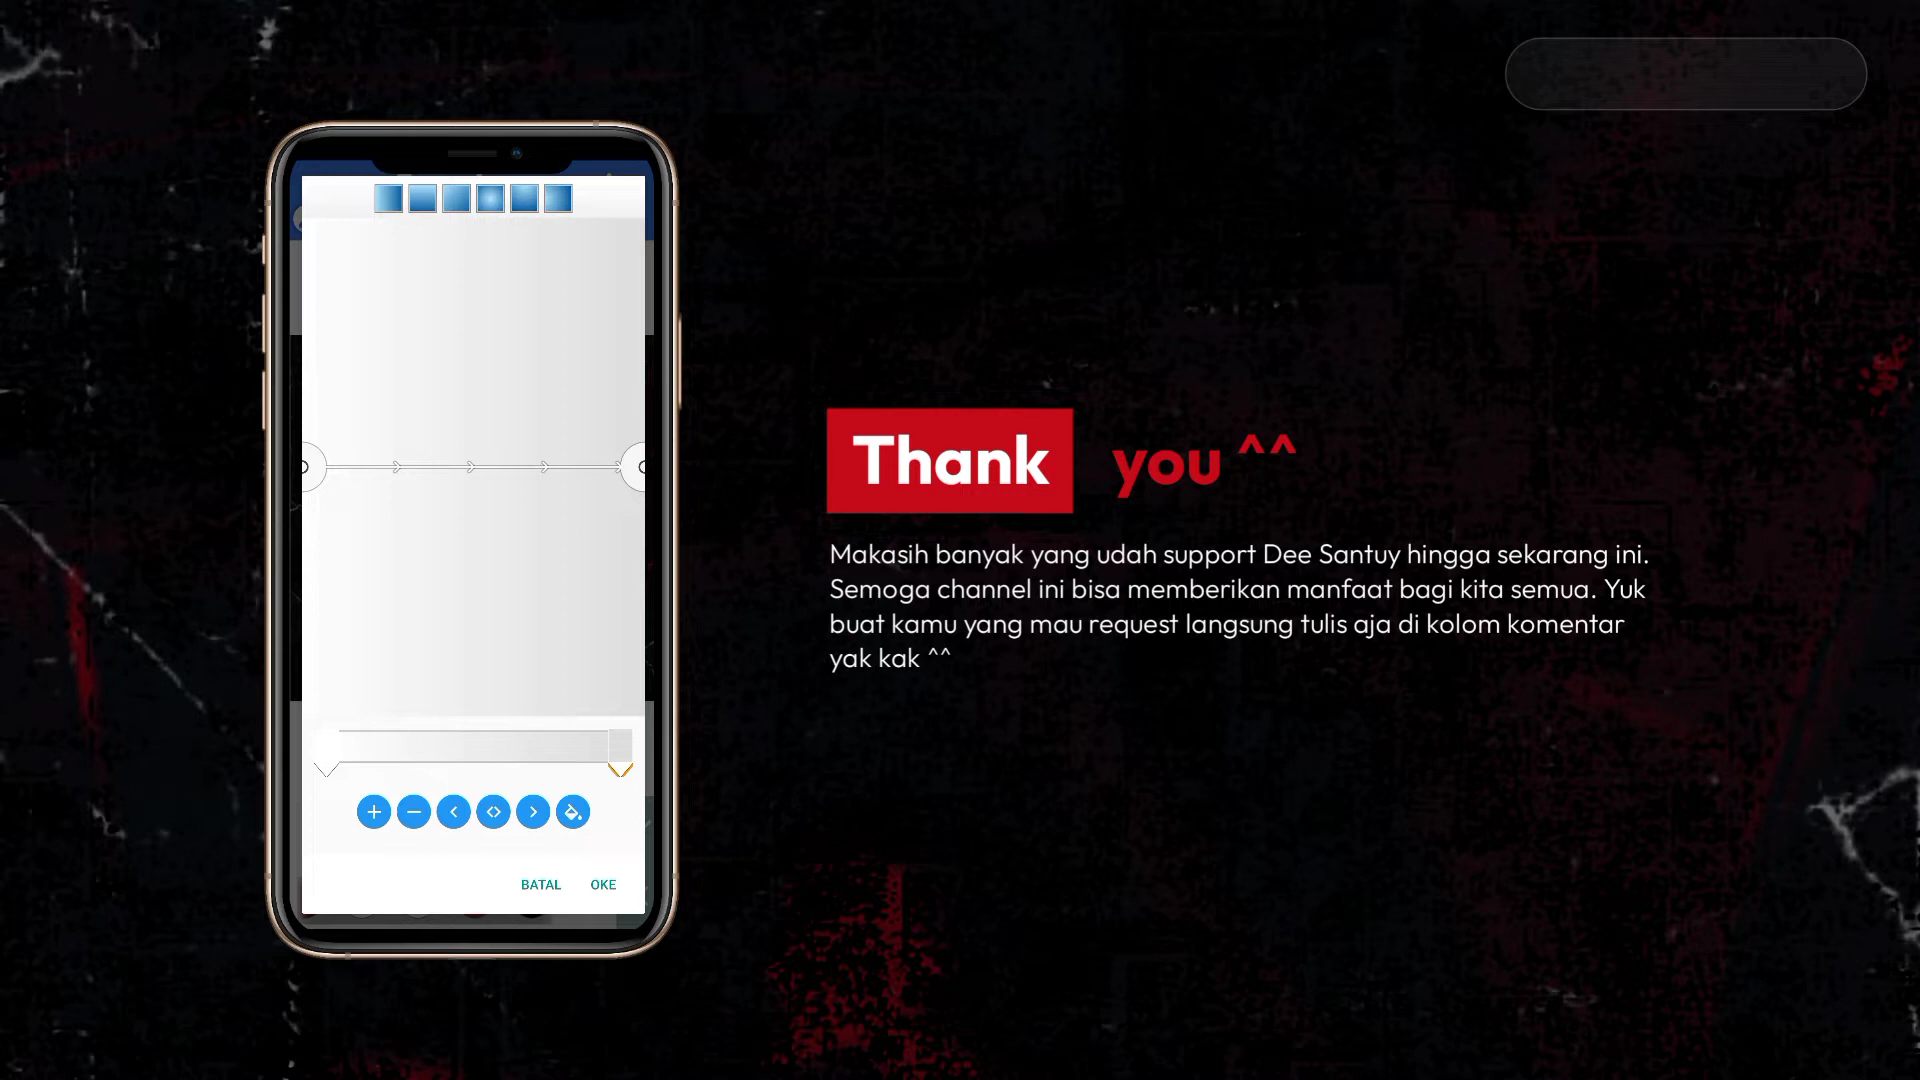 Thank you ^^
Makasih banyak yang udah support Dee Santuy hingga sekarang ini.
Semoga channel ini bisa memberikan manfaat bagi kita semua. Yuk
buat kamu yang mau request langsung tulis aja di kolom komentar
yak kak ^^
BATAL OKE